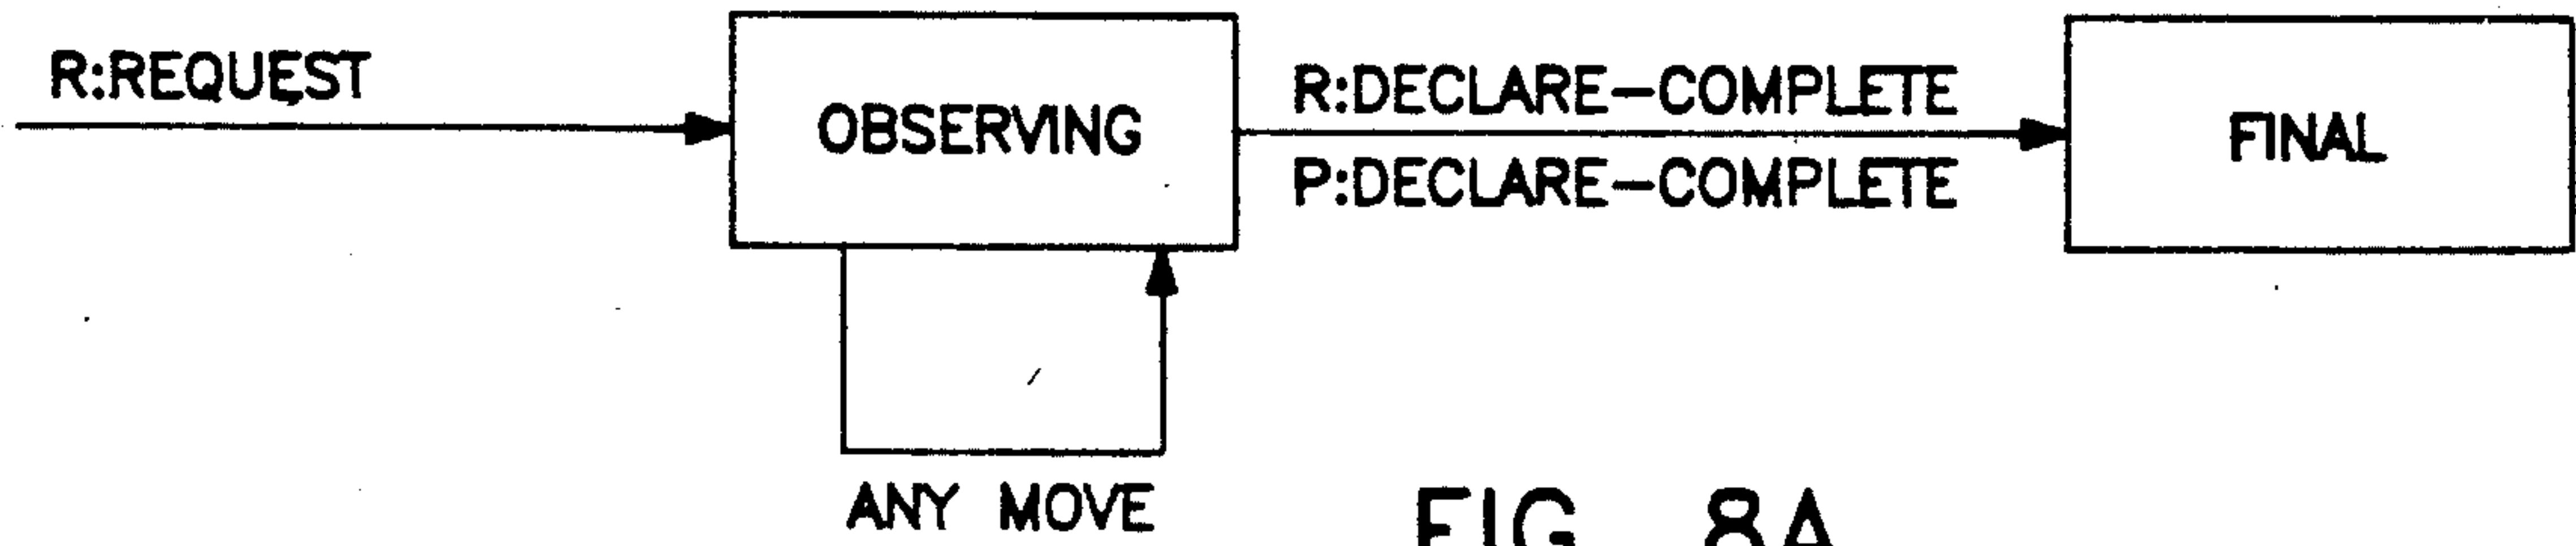 R:REQUEST
OBSERVING
R:DECLARE-COMPLETE
P:DECLARE-COMPLETE
FINAL
ANY MOVE
FIG. 8A